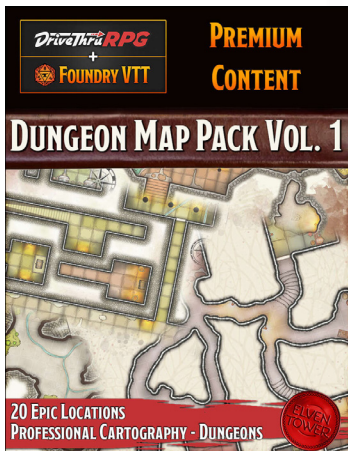 DriveThruRPG
PREMIUM
+
FOUNDRY VTT
CONTENT
DUNGEON MAP PACK VOL. 1
20 EPIC LOCATIONS
PROFESSIONAL CARTOGRAPHY - DUNGEONS
ELVEN
TOWER